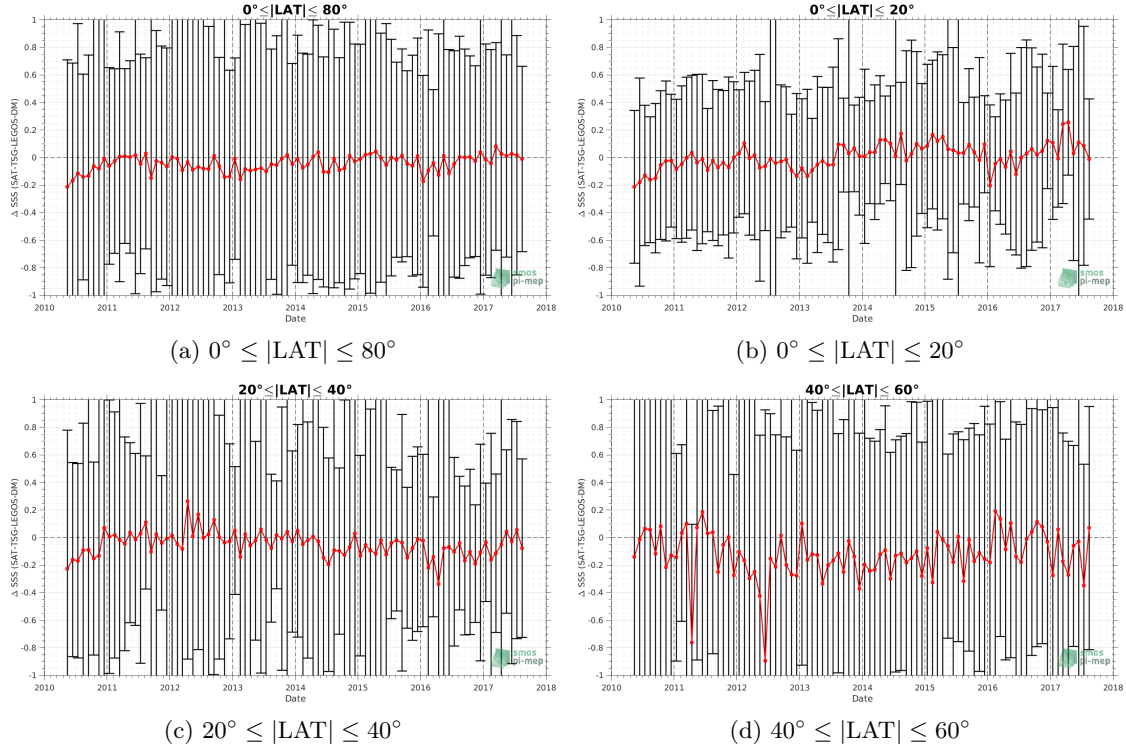 0°≤|LAT|≤ 80°
Δ SSS (SAT-TSG-LEGOS-DM)
1
0.8
0.6
0.4
0.2
0
-0.2
-0.4
-0.6
-0.8
-1
2010 2011 2012 2013 2014 2015 2016 2017 2018
Date
smos
pi-mep
(a) 0° ≤ |LAT| ≤ 80°
0°≤|LAT|≤ 20°
Δ SSS (SAT-TSG-LEGOS-DM)
1
0.8
0.6
0.4
0.2
0
-0.2
-0.4
-0.6
-0.8
-1
2010 2011 2012 2013 2014 2015 2016 2017 2018
Date
smos
pi-mep
(b) 0° ≤ |LAT| ≤ 20°
20°≤|LAT|≤ 40°
Δ SSS (SAT-TSG-LEGOS-DM)
1
0.8
0.6
0.4
0.2
0
-0.2
-0.4
-0.6
-0.8
-1
2010 2011 2012 2013 2014 2015 2016 2017 2018
Date
smos
pi-mep
(c) 20° ≤ |LAT| ≤ 40°
40°≤|LAT|≤ 60°
Δ SSS (SAT-TSG-LEGOS-DM)
1
0.8
0.6
0.4
0.2
0
-0.2
-0.4
-0.6
-0.8
-1
2010 2011 2012 2013 2014 2015 2016 2017 2018
Date
smos
pi-mep
(d) 40° ≤ |LAT| ≤ 60°